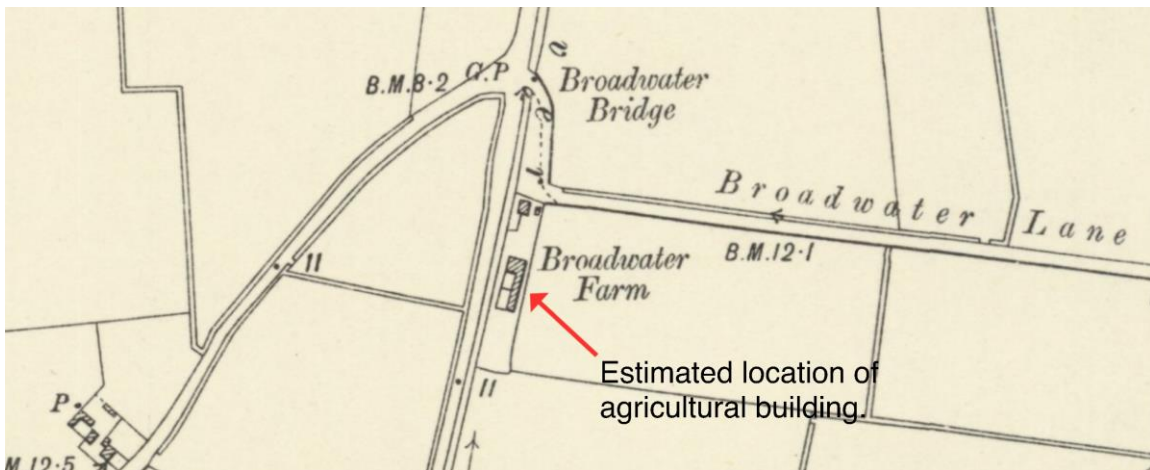 B.M.8·2
G.P
Broadwater
Bridge
Broadwater Lane
B.M.12·1
11
Broadwater
Farm
11
Estimated location of
agricultural building.
P
M.12·5